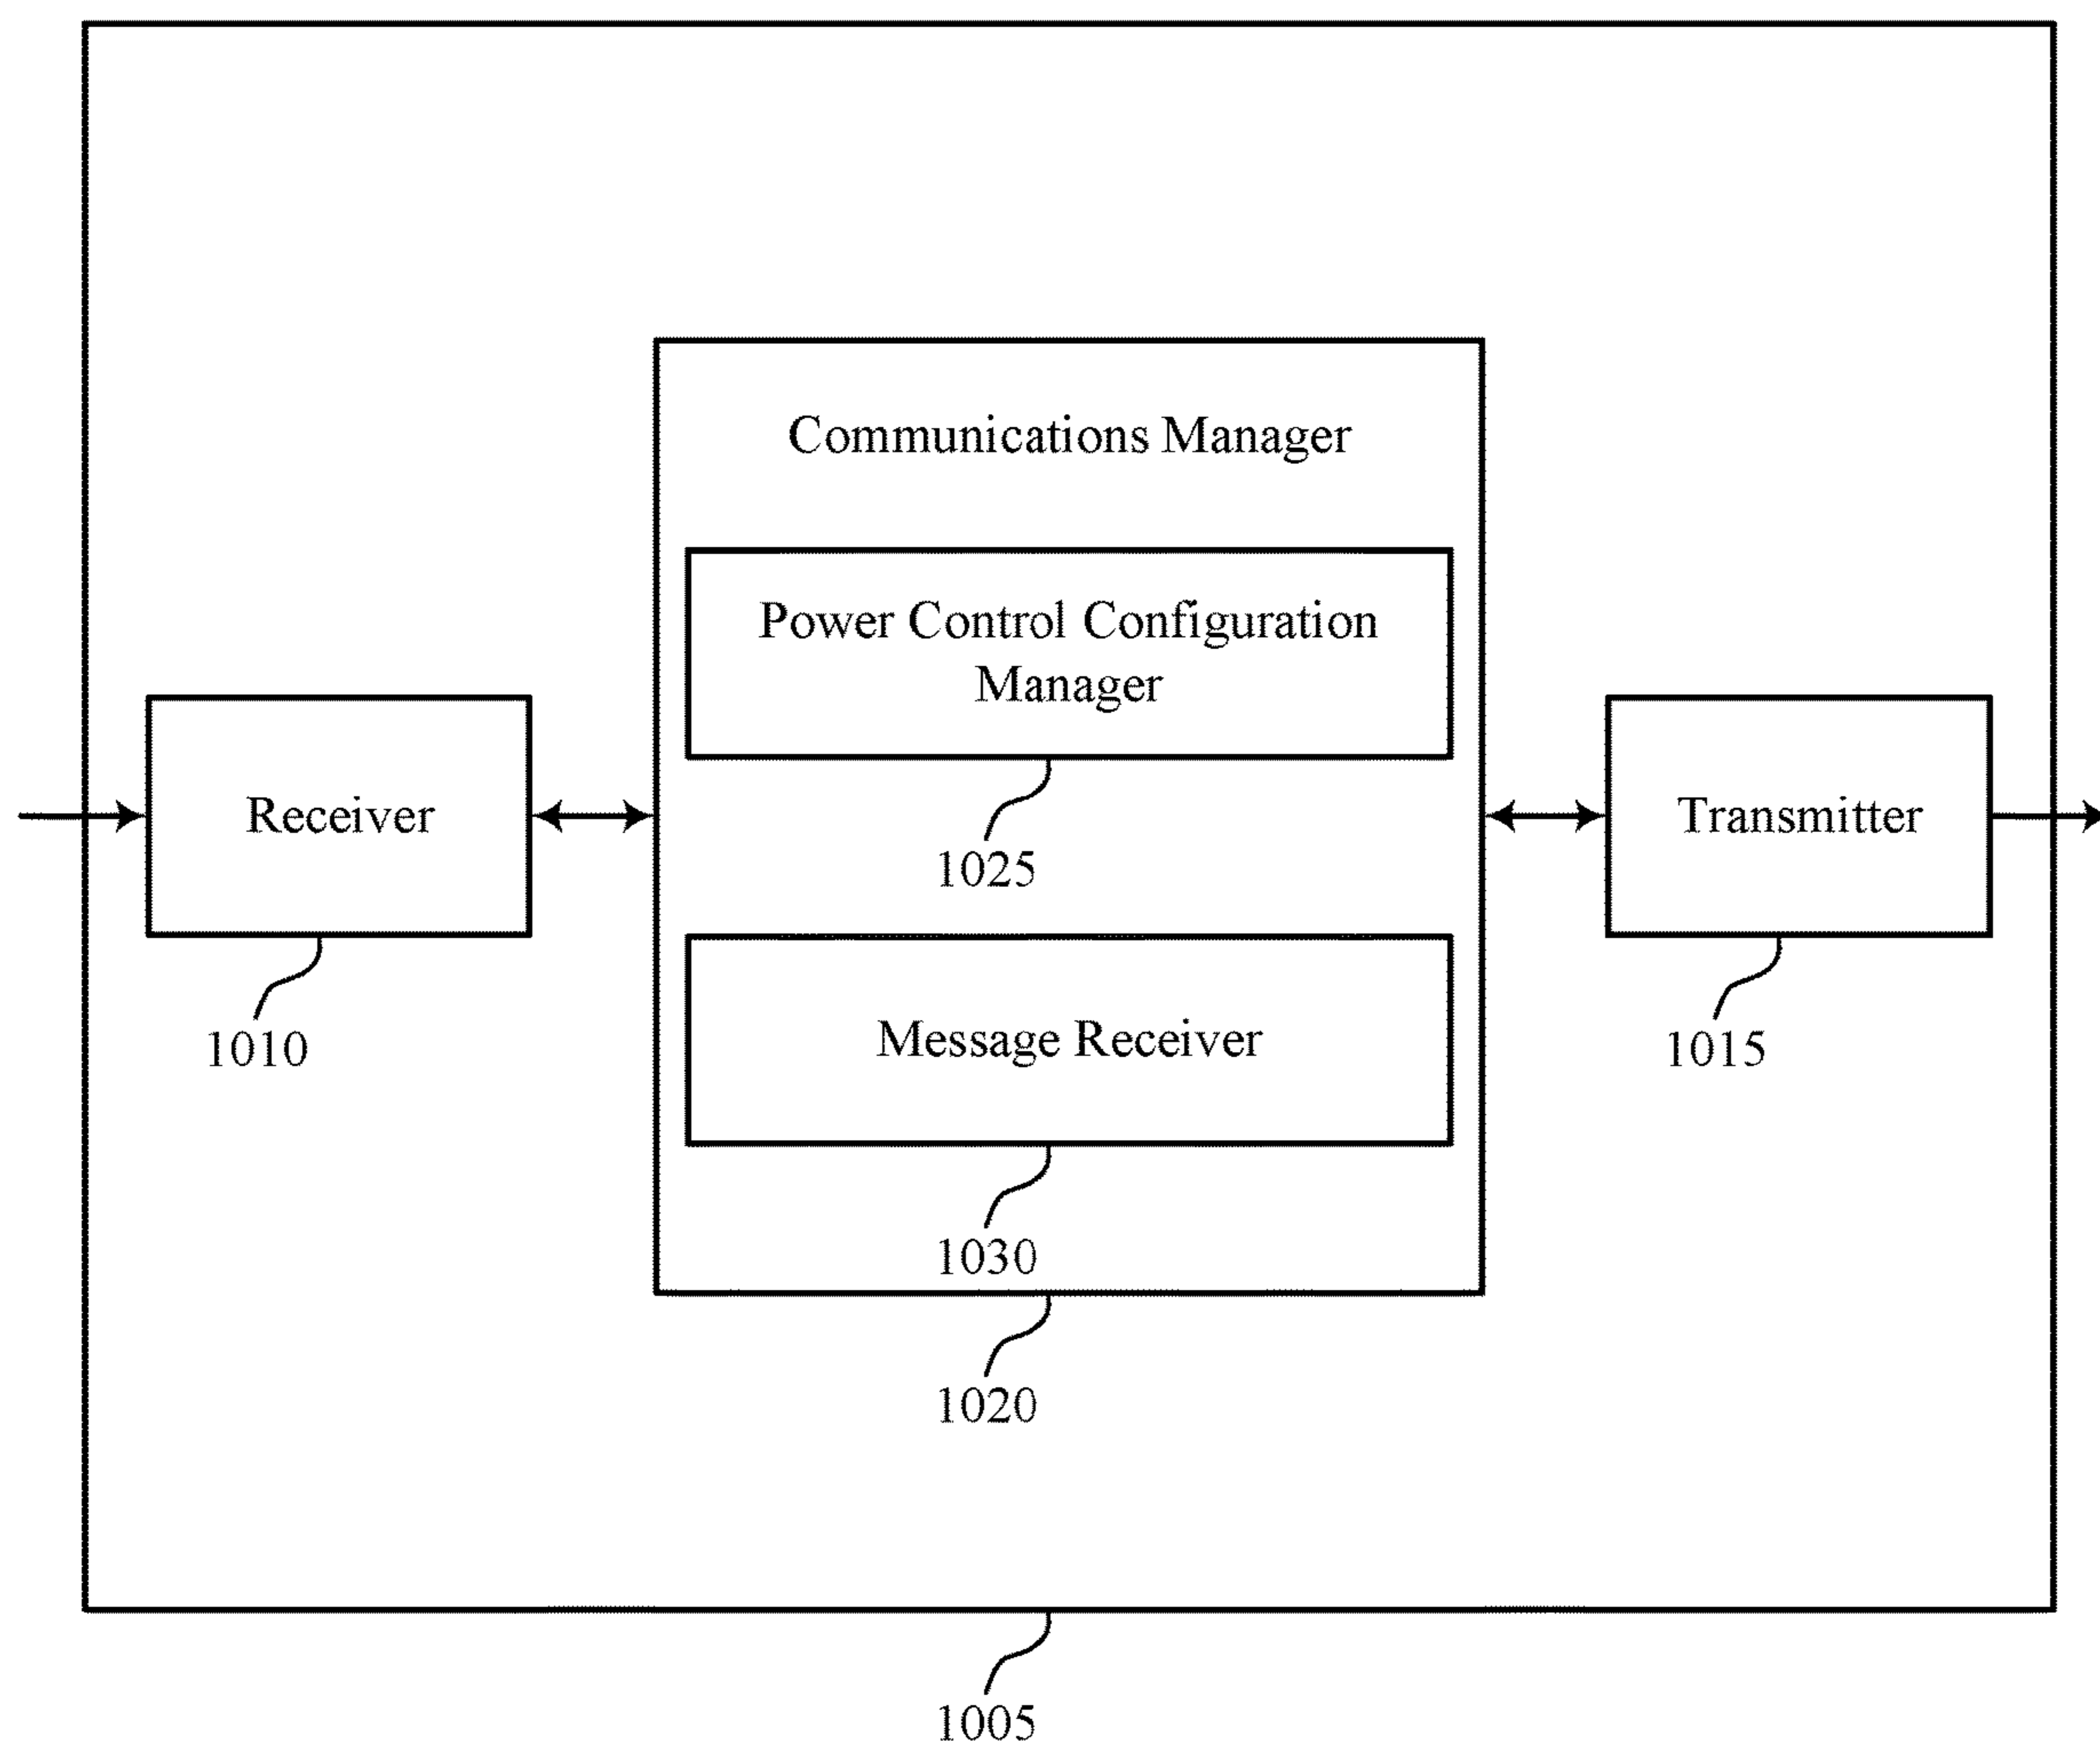 Communications Manager
Power Control Configuration
Manager
Receiver
Transmitter
1025
Message Receiver
1010
1015
1030
1020
1005